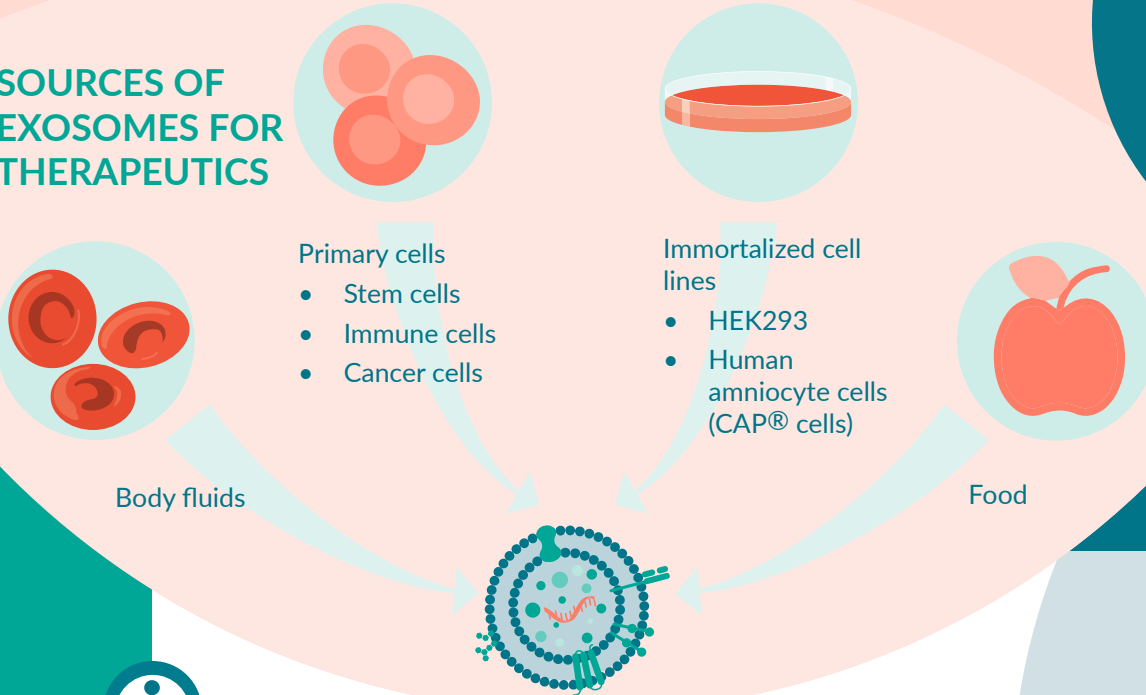 SOURCES OF
EXOSOMES FOR
THERAPEUTICS
Primary cells
• Stem cells
• Immune cells
• Cancer cells
Immortalized cell
lines
• HEK293
• Human
amniocyte cells
(CAP® cells)
Body fluids
Food